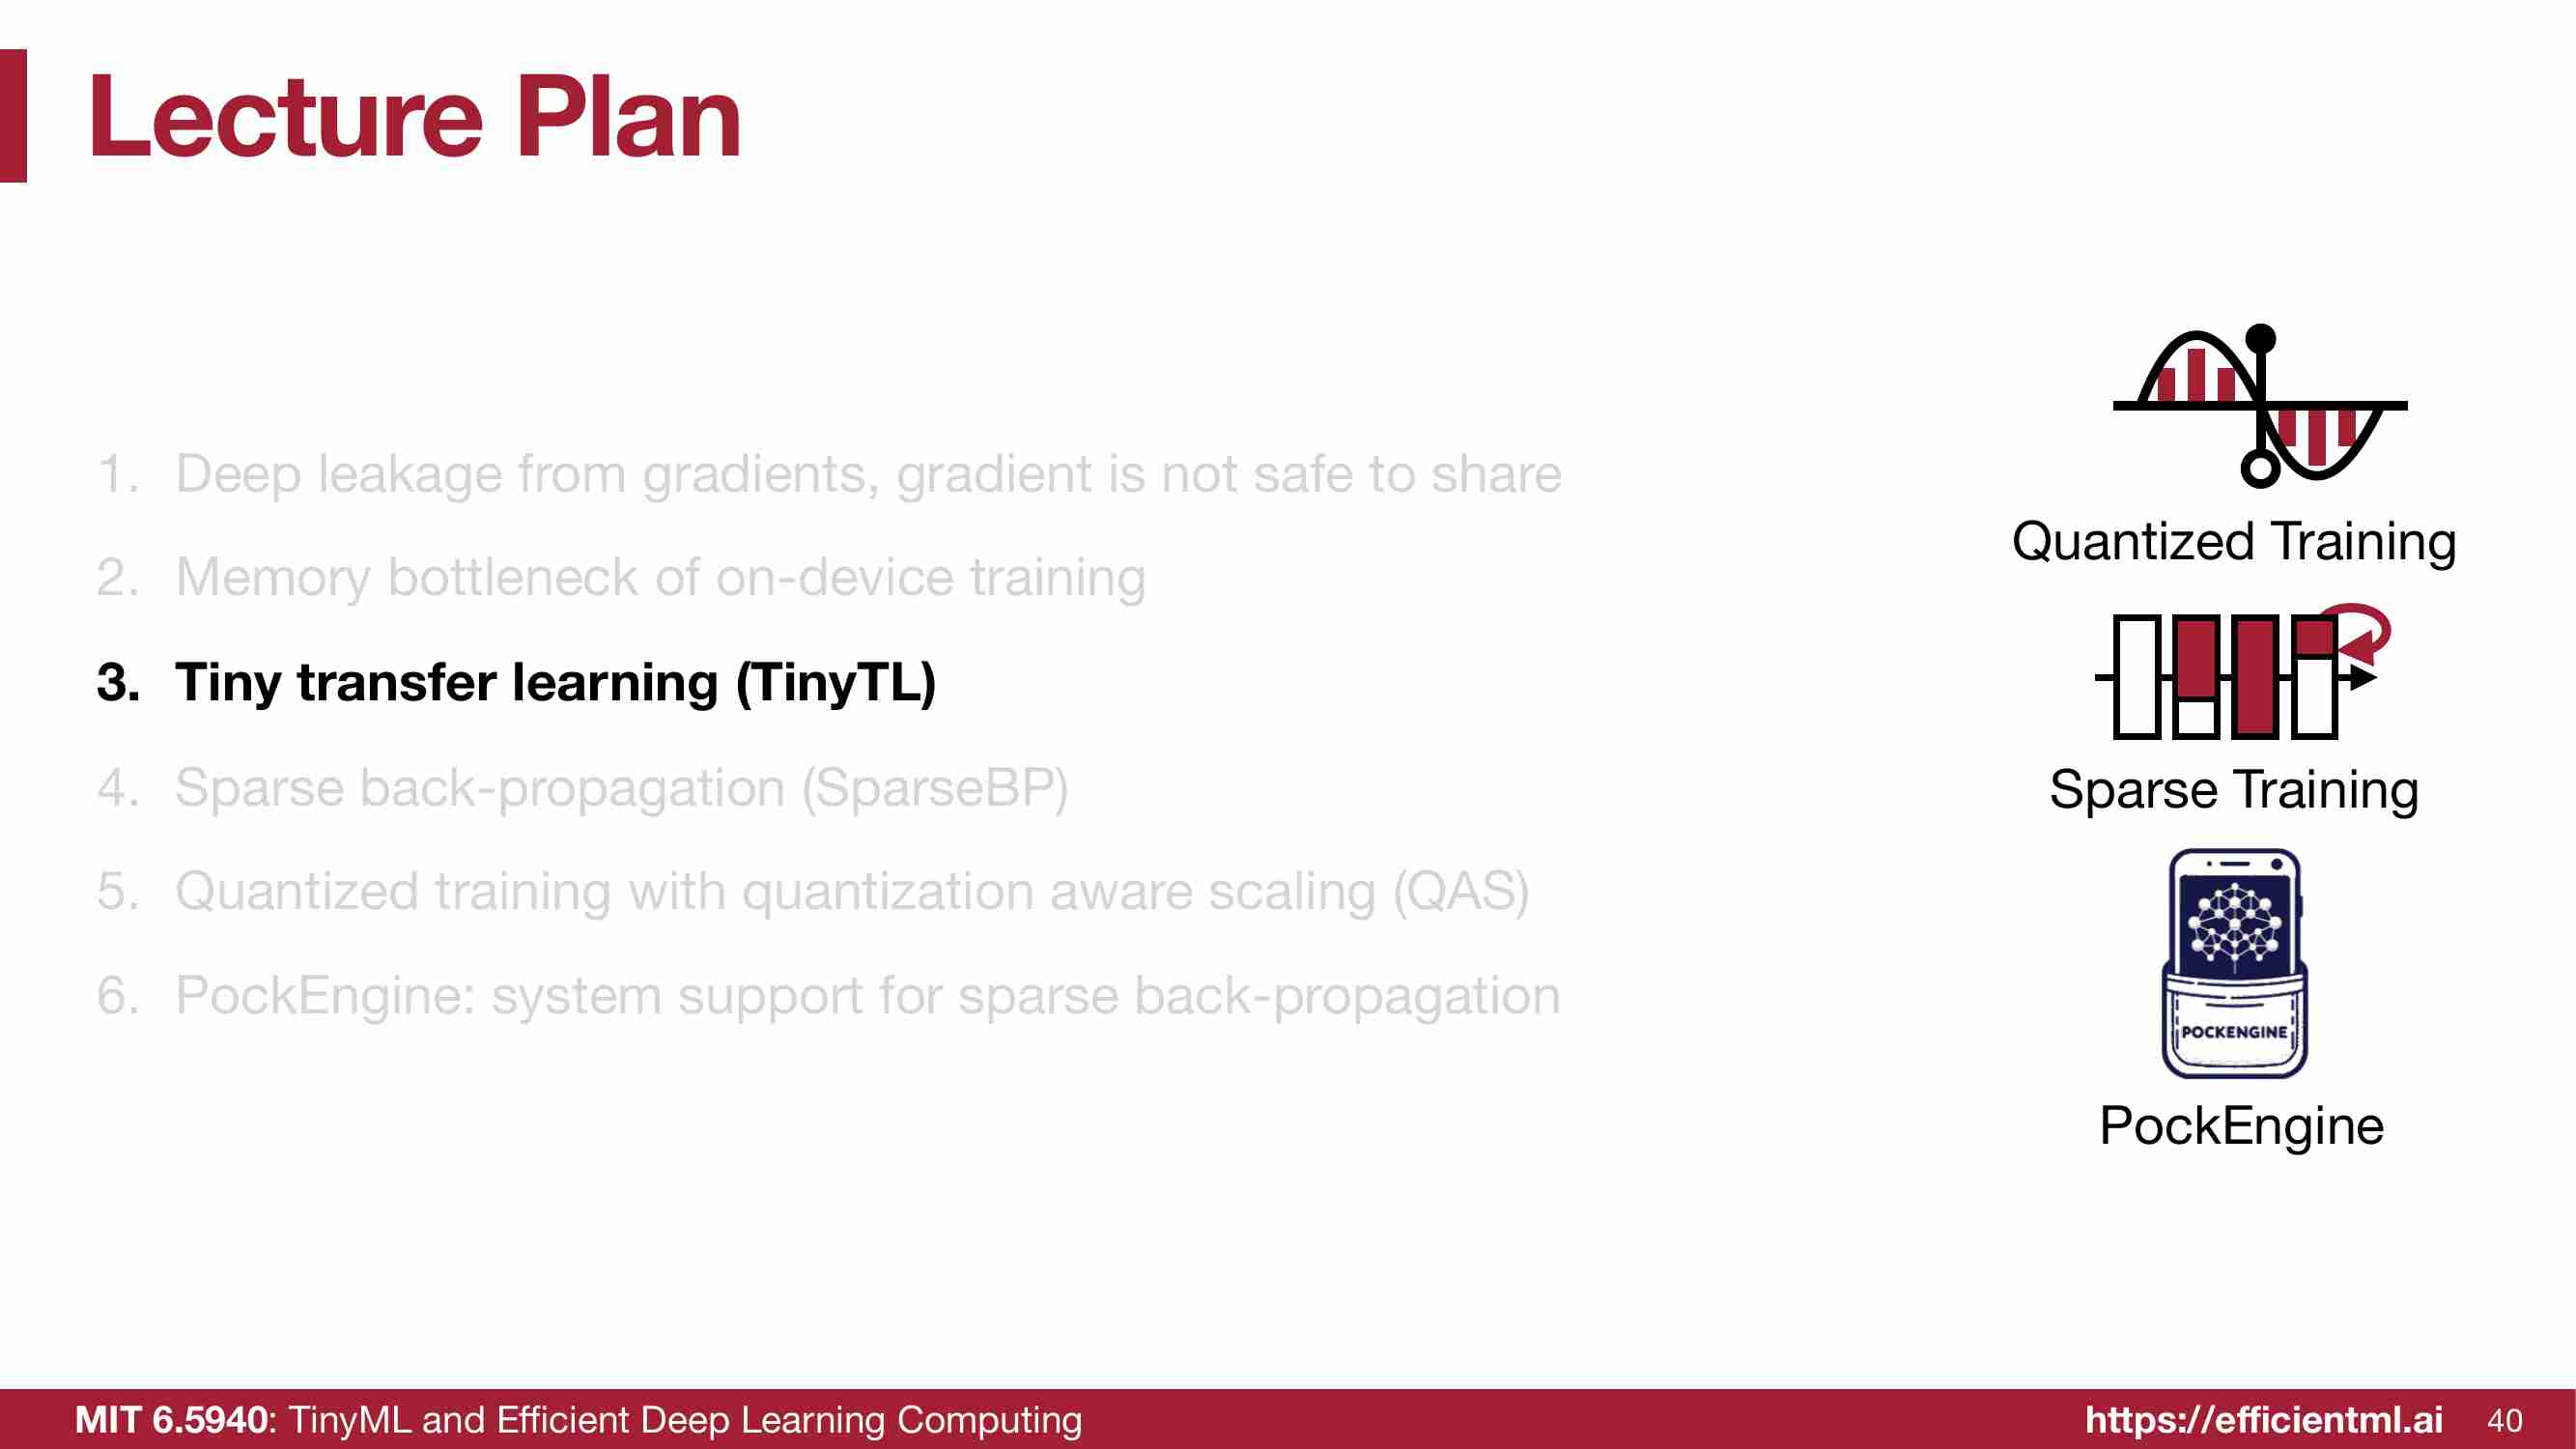 Lecture Plan
1. Deep leakage from gradients, gradient is not safe to share
2. Memory bottleneck of on-device training
3. Tiny transfer learning (TinyTL)
4. Sparse back-propagation (SparseBP)
5. Quantized training with quantization aware scaling (QAS)
6. PockEngine: system support for sparse back-propagation
Quantized Training
Sparse Training
POCKENGINE
PockEngine
MIT 6.5940: TinyML and Efficient Deep Learning Computing
https://efficientml.ai
40